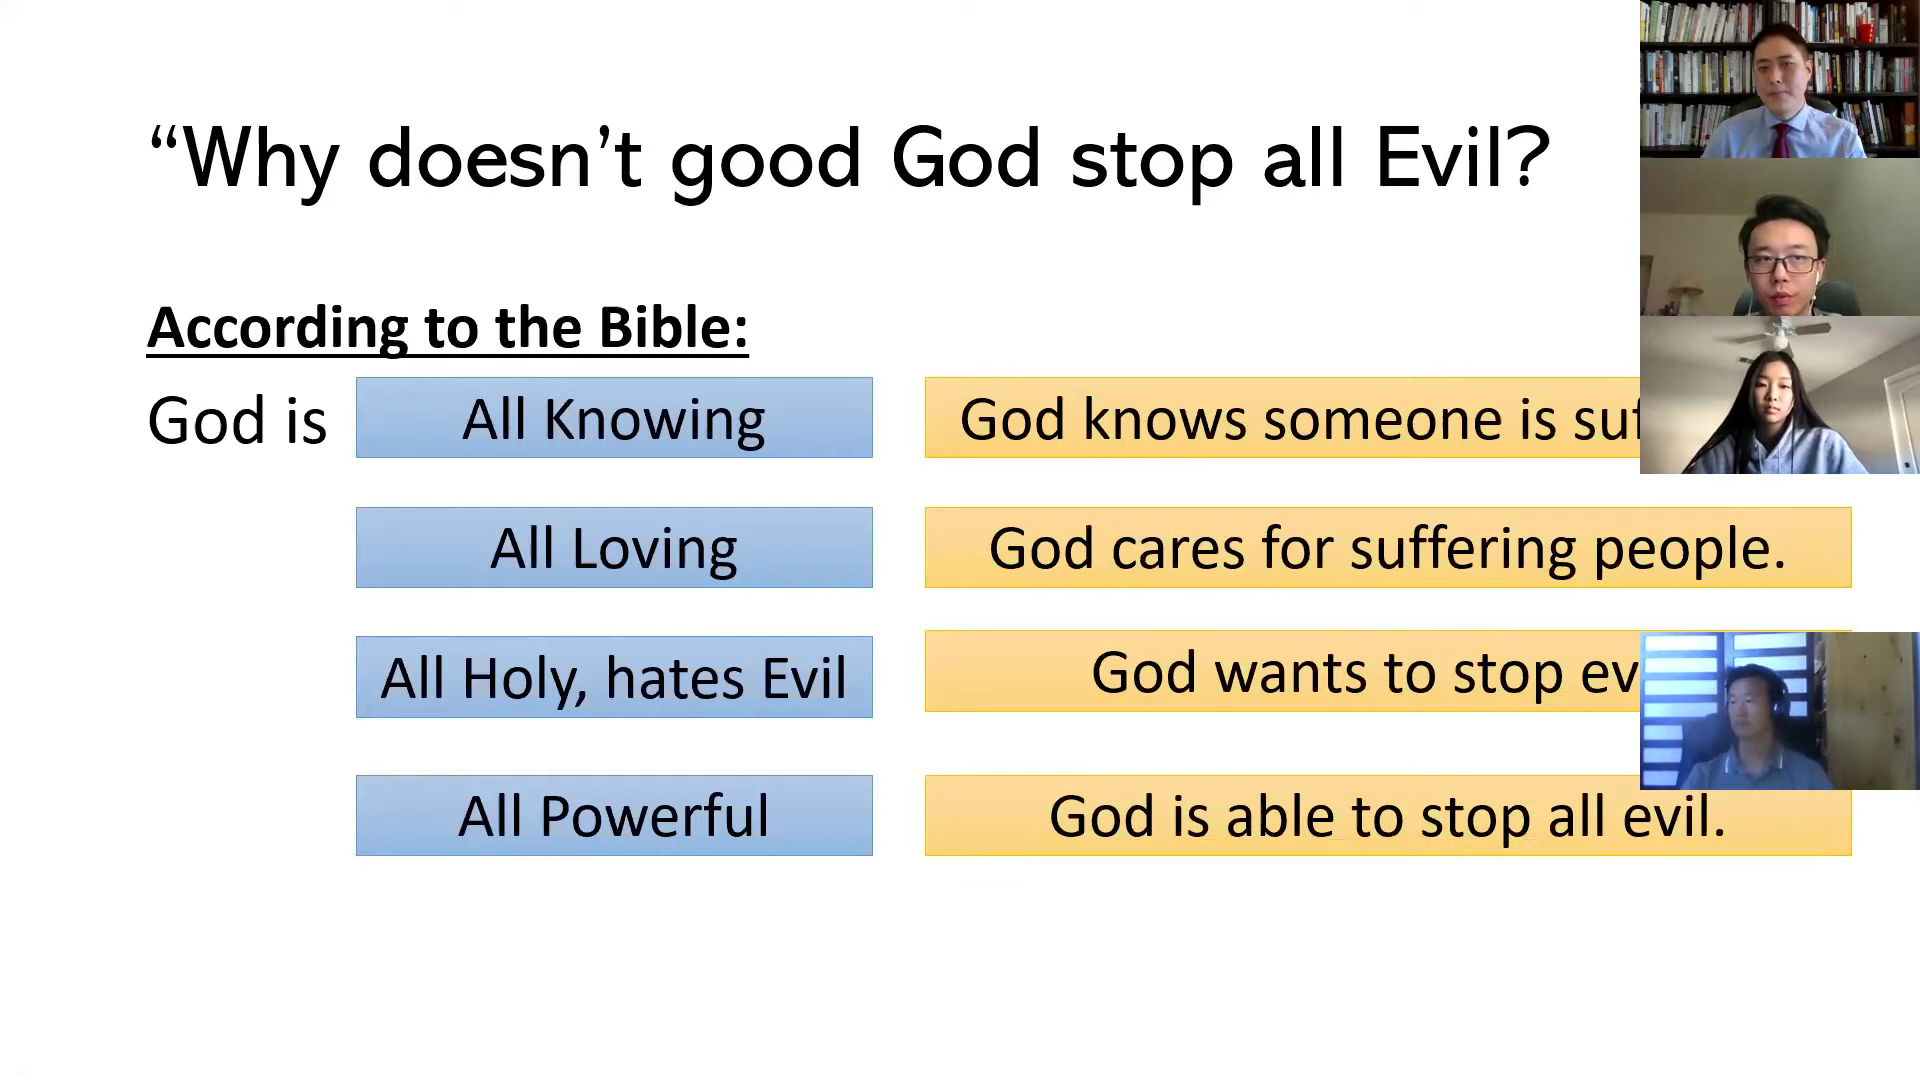 “Why doesn’t good God stop all Evil?
According to the Bible:
God is
All Knowing
God knows someone is
All Loving
God cares for suffering people.
All Holy, hates Evil
God wants to stop
All Powerful
God is able to stop all evil.